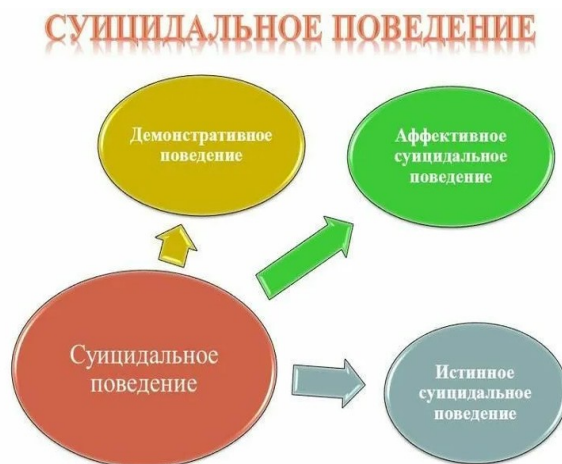 СУИЦИДАЛЬНОЕ ПОВЕДЕНИЕ
Демонстративное
поведение
Аффективное
суицидальное
поведение
Суицидальное
поведение
Истинное
суицидальное
поведение